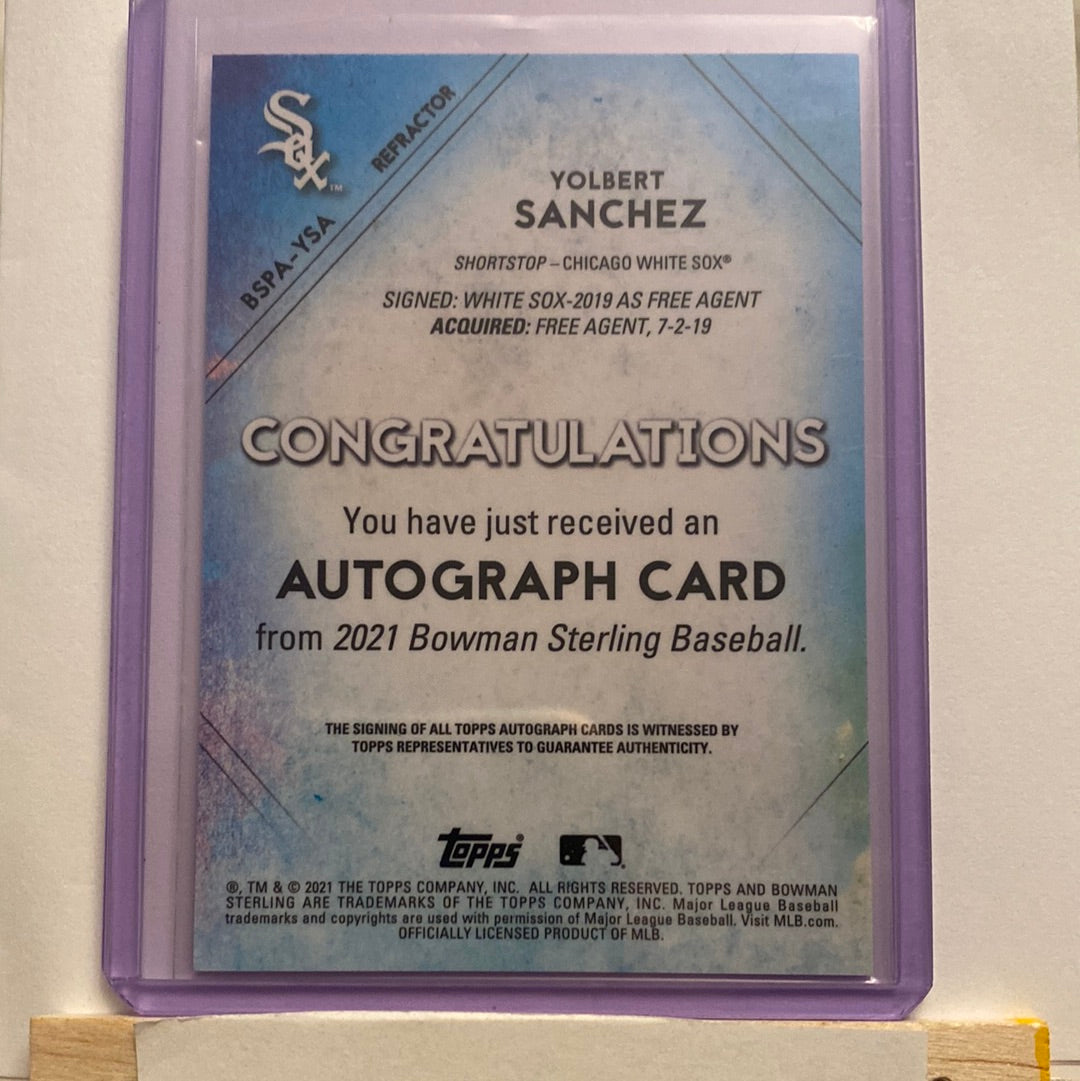 Sox™
REFRACTOR
BSPA-YSA
YOLBERT
SANCHEZ
SHORTSTOP – CHICAGO WHITE SOX®
SIGNED: WHITE SOX-2019 AS FREE AGENT
ACQUIRED: FREE AGENT, 7-2-19
CONGRATULATIONS
You have just received an
AUTOGRAPH CARD
from 2021 Bowman Sterling Baseball.
THE SIGNING OF ALL TOPPS AUTOGRAPH CARDS IS WITNESSED BY
TOPPS REPRESENTATIVES TO GUARANTEE AUTHENTICITY.
Topps®
®, TM & © 2021 THE TOPPS COMPANY, INC. ALL RIGHTS RESERVED. TOPPS AND BOWMAN
STERLING ARE TRADEMARKS OF THE TOPPS COMPANY, INC. Major League Baseball
trademarks and copyrights are used with permission of Major League Baseball. Visit MLB.com.
OFFICIALLY LICENSED PRODUCT OF MLB.